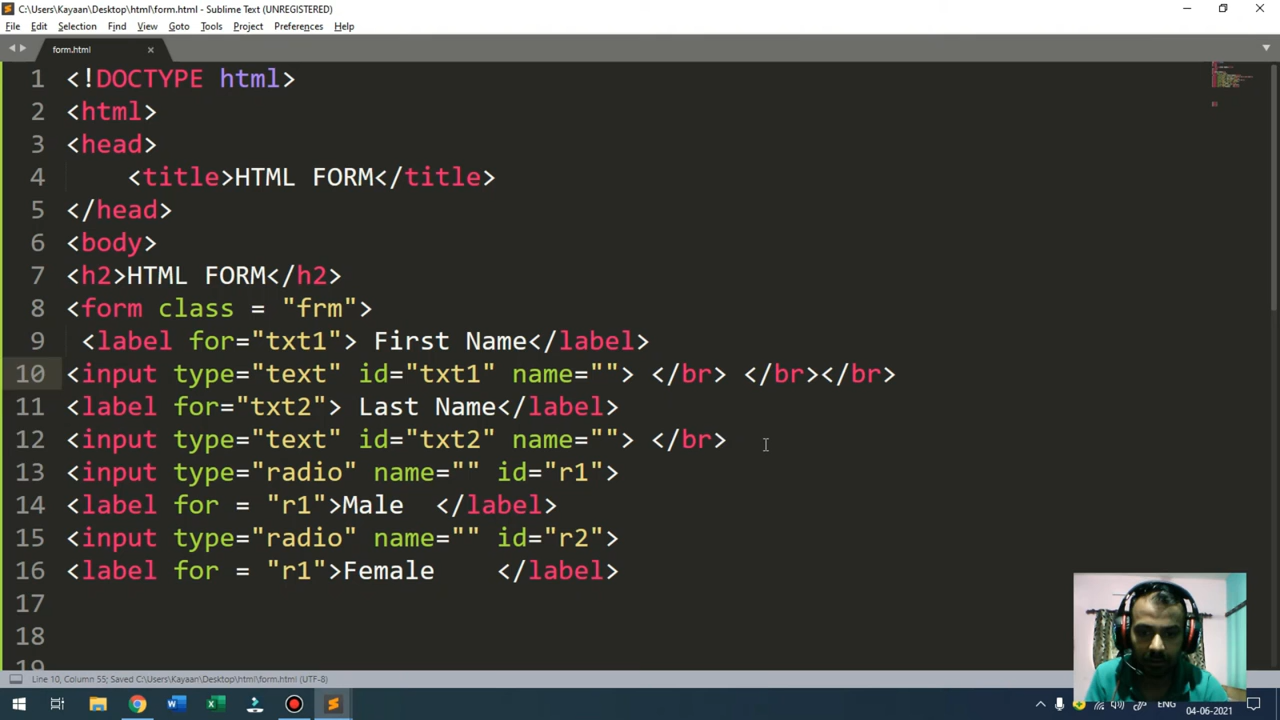 C:\Users\Kayaan\Desktop\html\form.html - Sublime Text (UNREGISTERED)
File Edit Selection Find View Goto Tools Project Preferences Help
form.html
1 <!DOCTYPE html>
2 <html>
3 <head>
4 <title>HTML FORM</title>
5 </head>
6 <body>
7 <h2>HTML FORM</h2>
8 <form class = "frm">
9 <label for="txt1"> First Name</label>
10 <input type="text" id="txt1" name=""> </br> </br></br>
11 <label for="txt2"> Last Name</label>
12 <input type="text" id="txt2" name=""> </br>
13 <input type="radio" name="" id="r1">
14 <label for = "r1">Male </label>
15 <input type="radio" name="" id="r2">
16 <label for = "r1">Female </label>
17
18
19
Line 10, Column 55; Saved C:\Users\Kayaan\Desktop\html\form.html (UTF-8)
ENG
04-06-2021